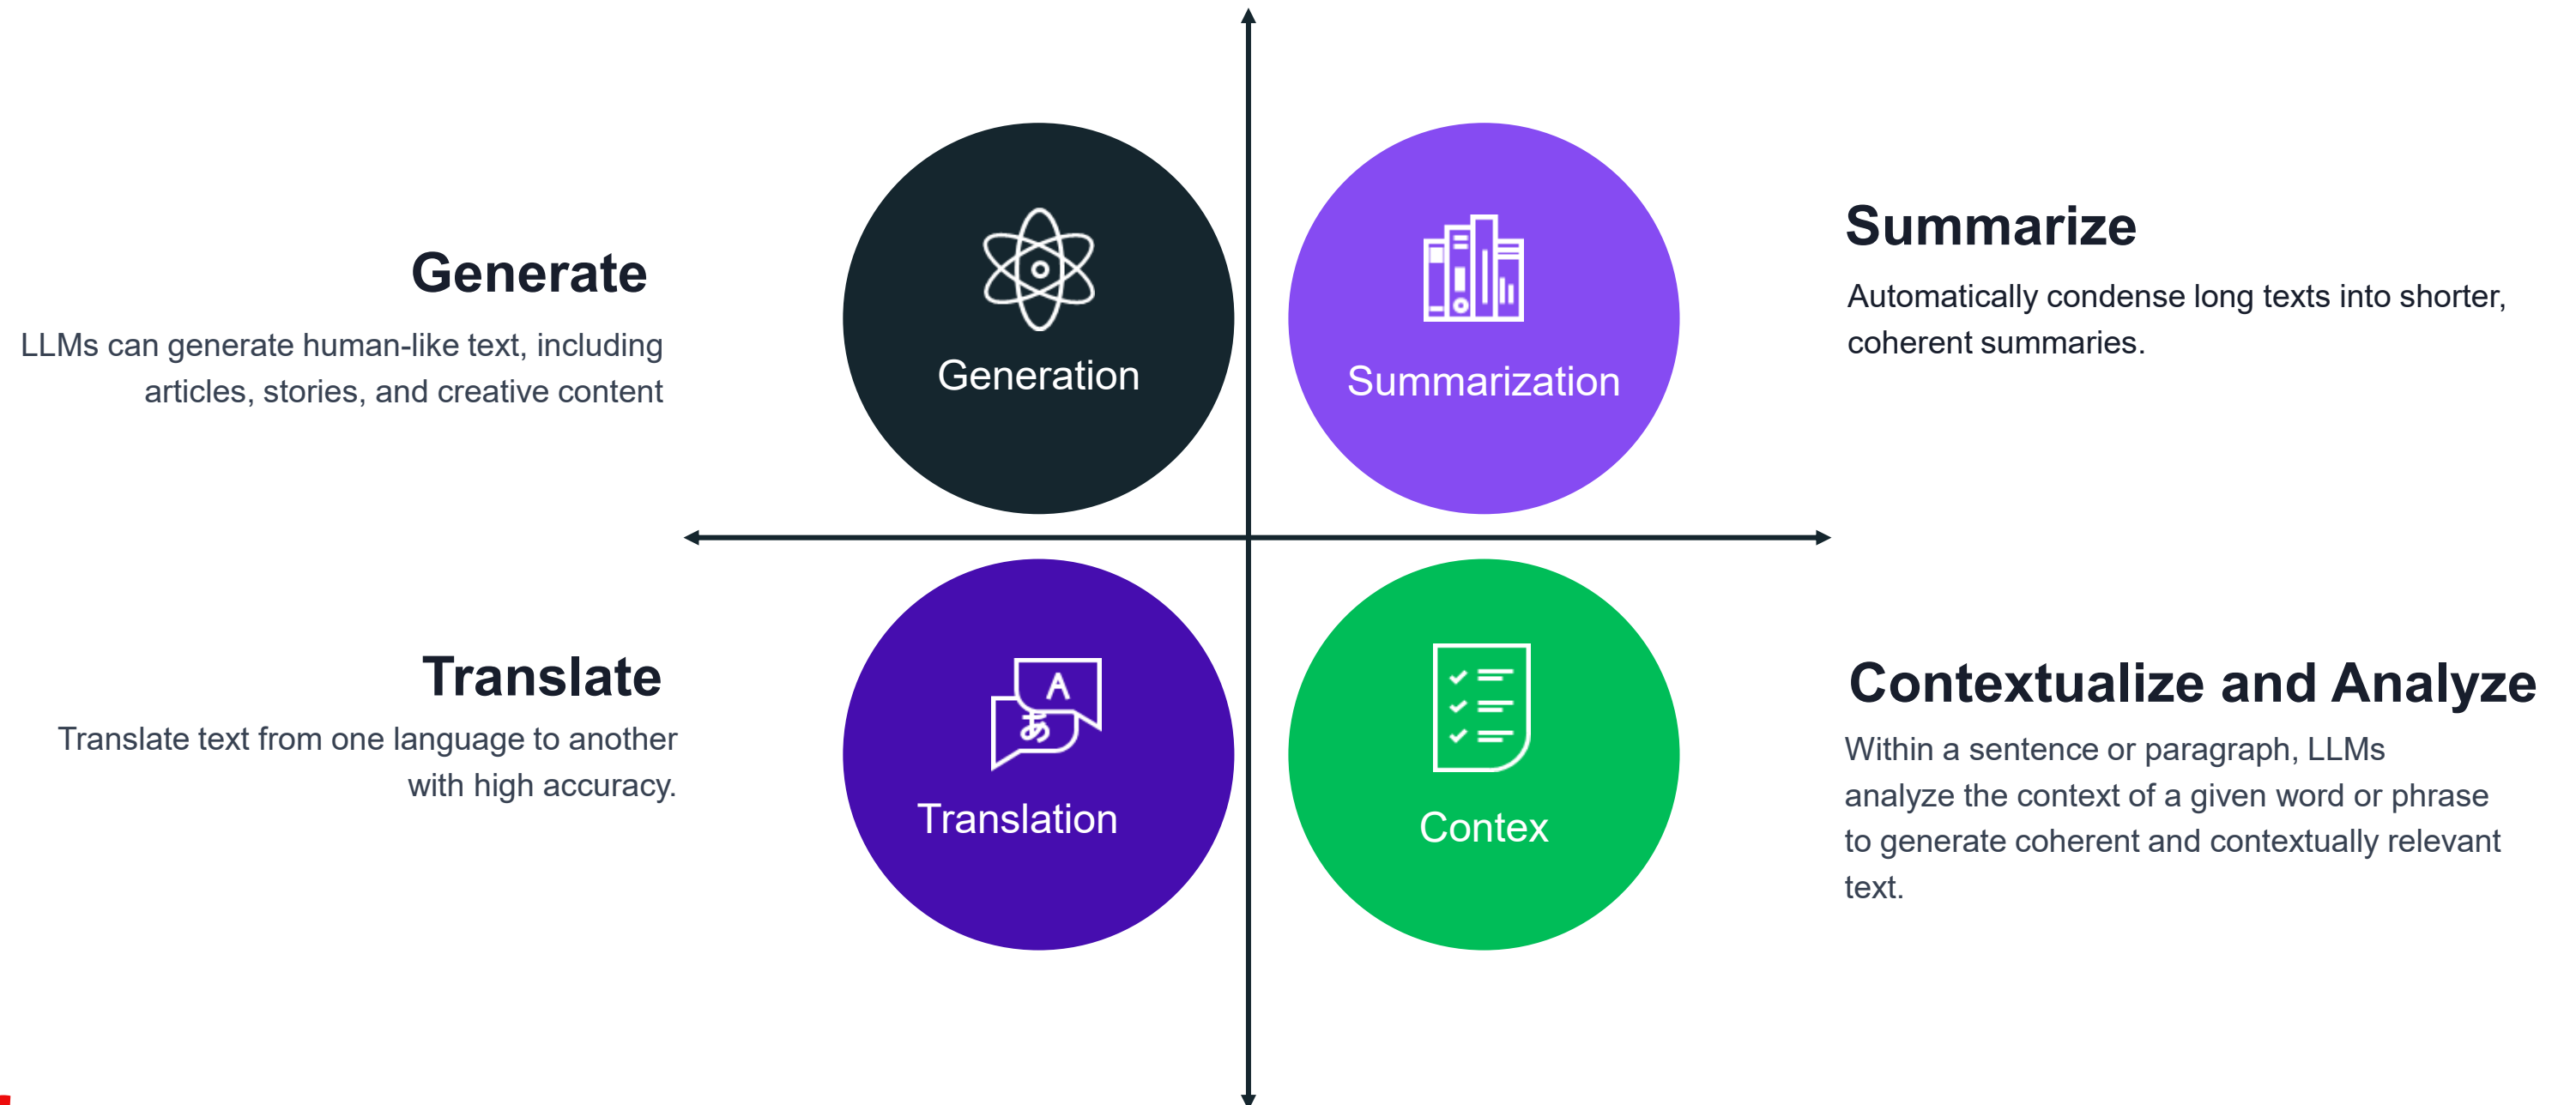 Generate
LLMs can generate human-like text, including
articles, stories, and creative content
Generation
Summarization
Summarize
Automatically condense long texts into shorter,
coherent summaries.
Translate
Translate text from one language to another
with high accuracy.
A
あ
Translation
Contex
Contextualize and Analyze
Within a sentence or paragraph, LLMs
analyze the context of a given word or phrase
to generate coherent and contextually relevant
text.